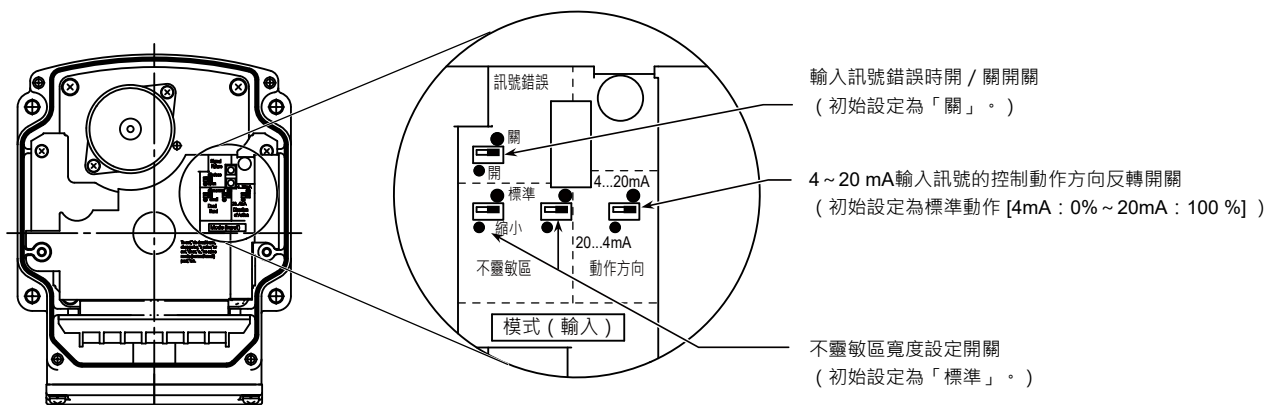 訊號錯誤
關
開
標準
縮小
4...20mA
20...4mA
不靈敏區
動作方向
模式（輸入）
輸入訊號錯誤時開／關開關
（初始設定為「關」。）
4～20 mA輸入訊號的控制動作方向反轉開關
（初始設定為標準動作 [4mA：0%～20mA：100 %]）
不靈敏區寬度設定開關
（初始設定為「標準」。）